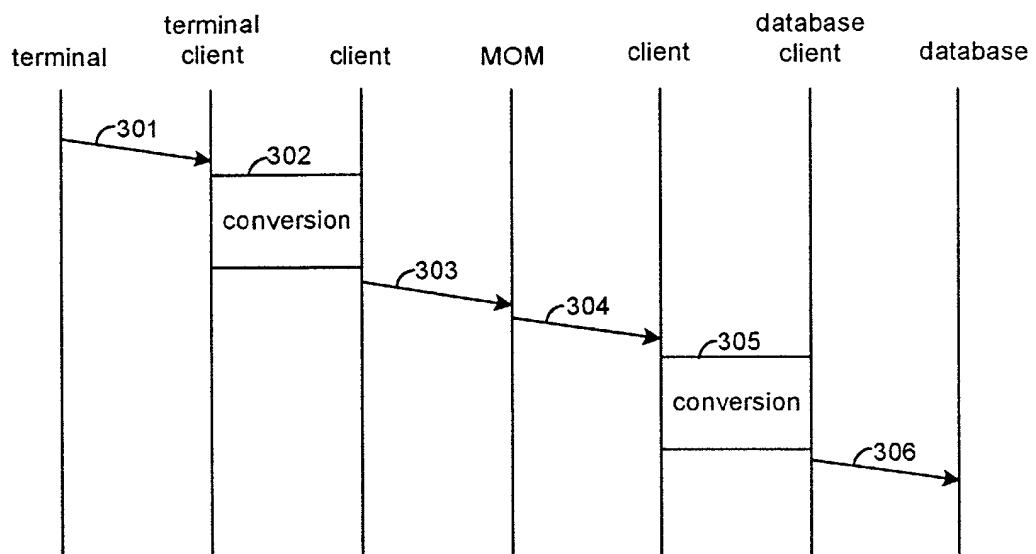 terminal
terminal
client
client
MOM
client
database
client
database
301
302
conversion
303
304
305
conversion
306